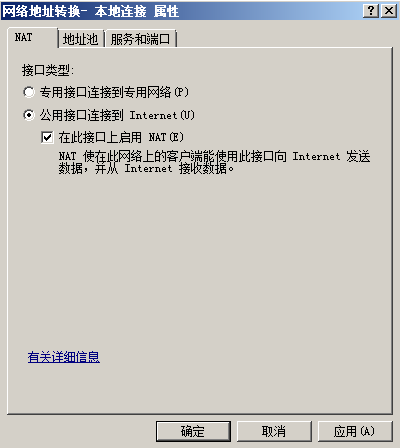 网络地址转换- 本地连接 属性
NAT 地址池 服务和端口
接口类型:
专用接口连接到专用网络(P)
公用接口连接到 Internet(U)
在此接口上启用 NAT(E)
NAT 使在此网络上的客户端能使用此接口向 Internet 发送
数据，并从 Internet 接收数据。
有关详细信息
确定 取消 应用(A)